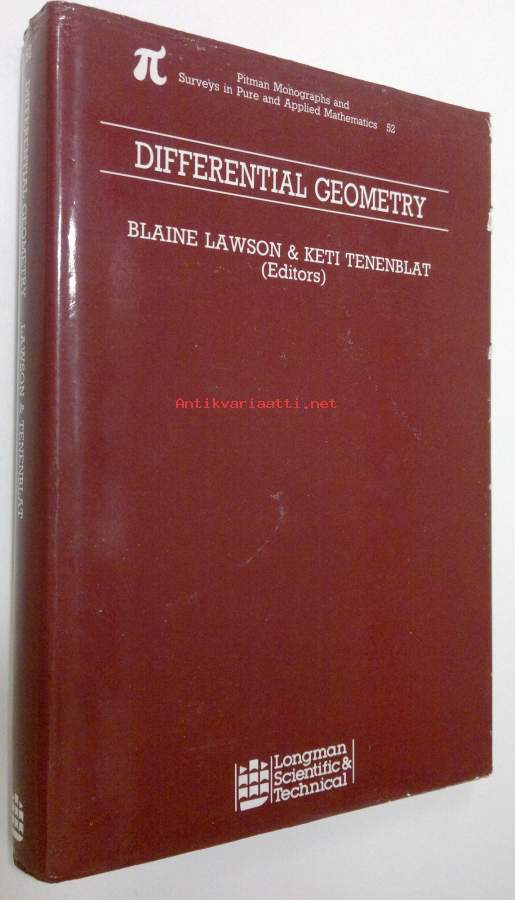 π
Pitman Monographs and
Surveys in Pure and Applied Mathematics 52
DIFFERENTIAL GEOMETRY
BLAINE LAWSON & KETI TENENBLAT
(Editors)
Antikvariaatti.net
Longman
Scientific &
Technical
DIFFERENTIAL GEOMETRY LAWSON & TENENBLAT